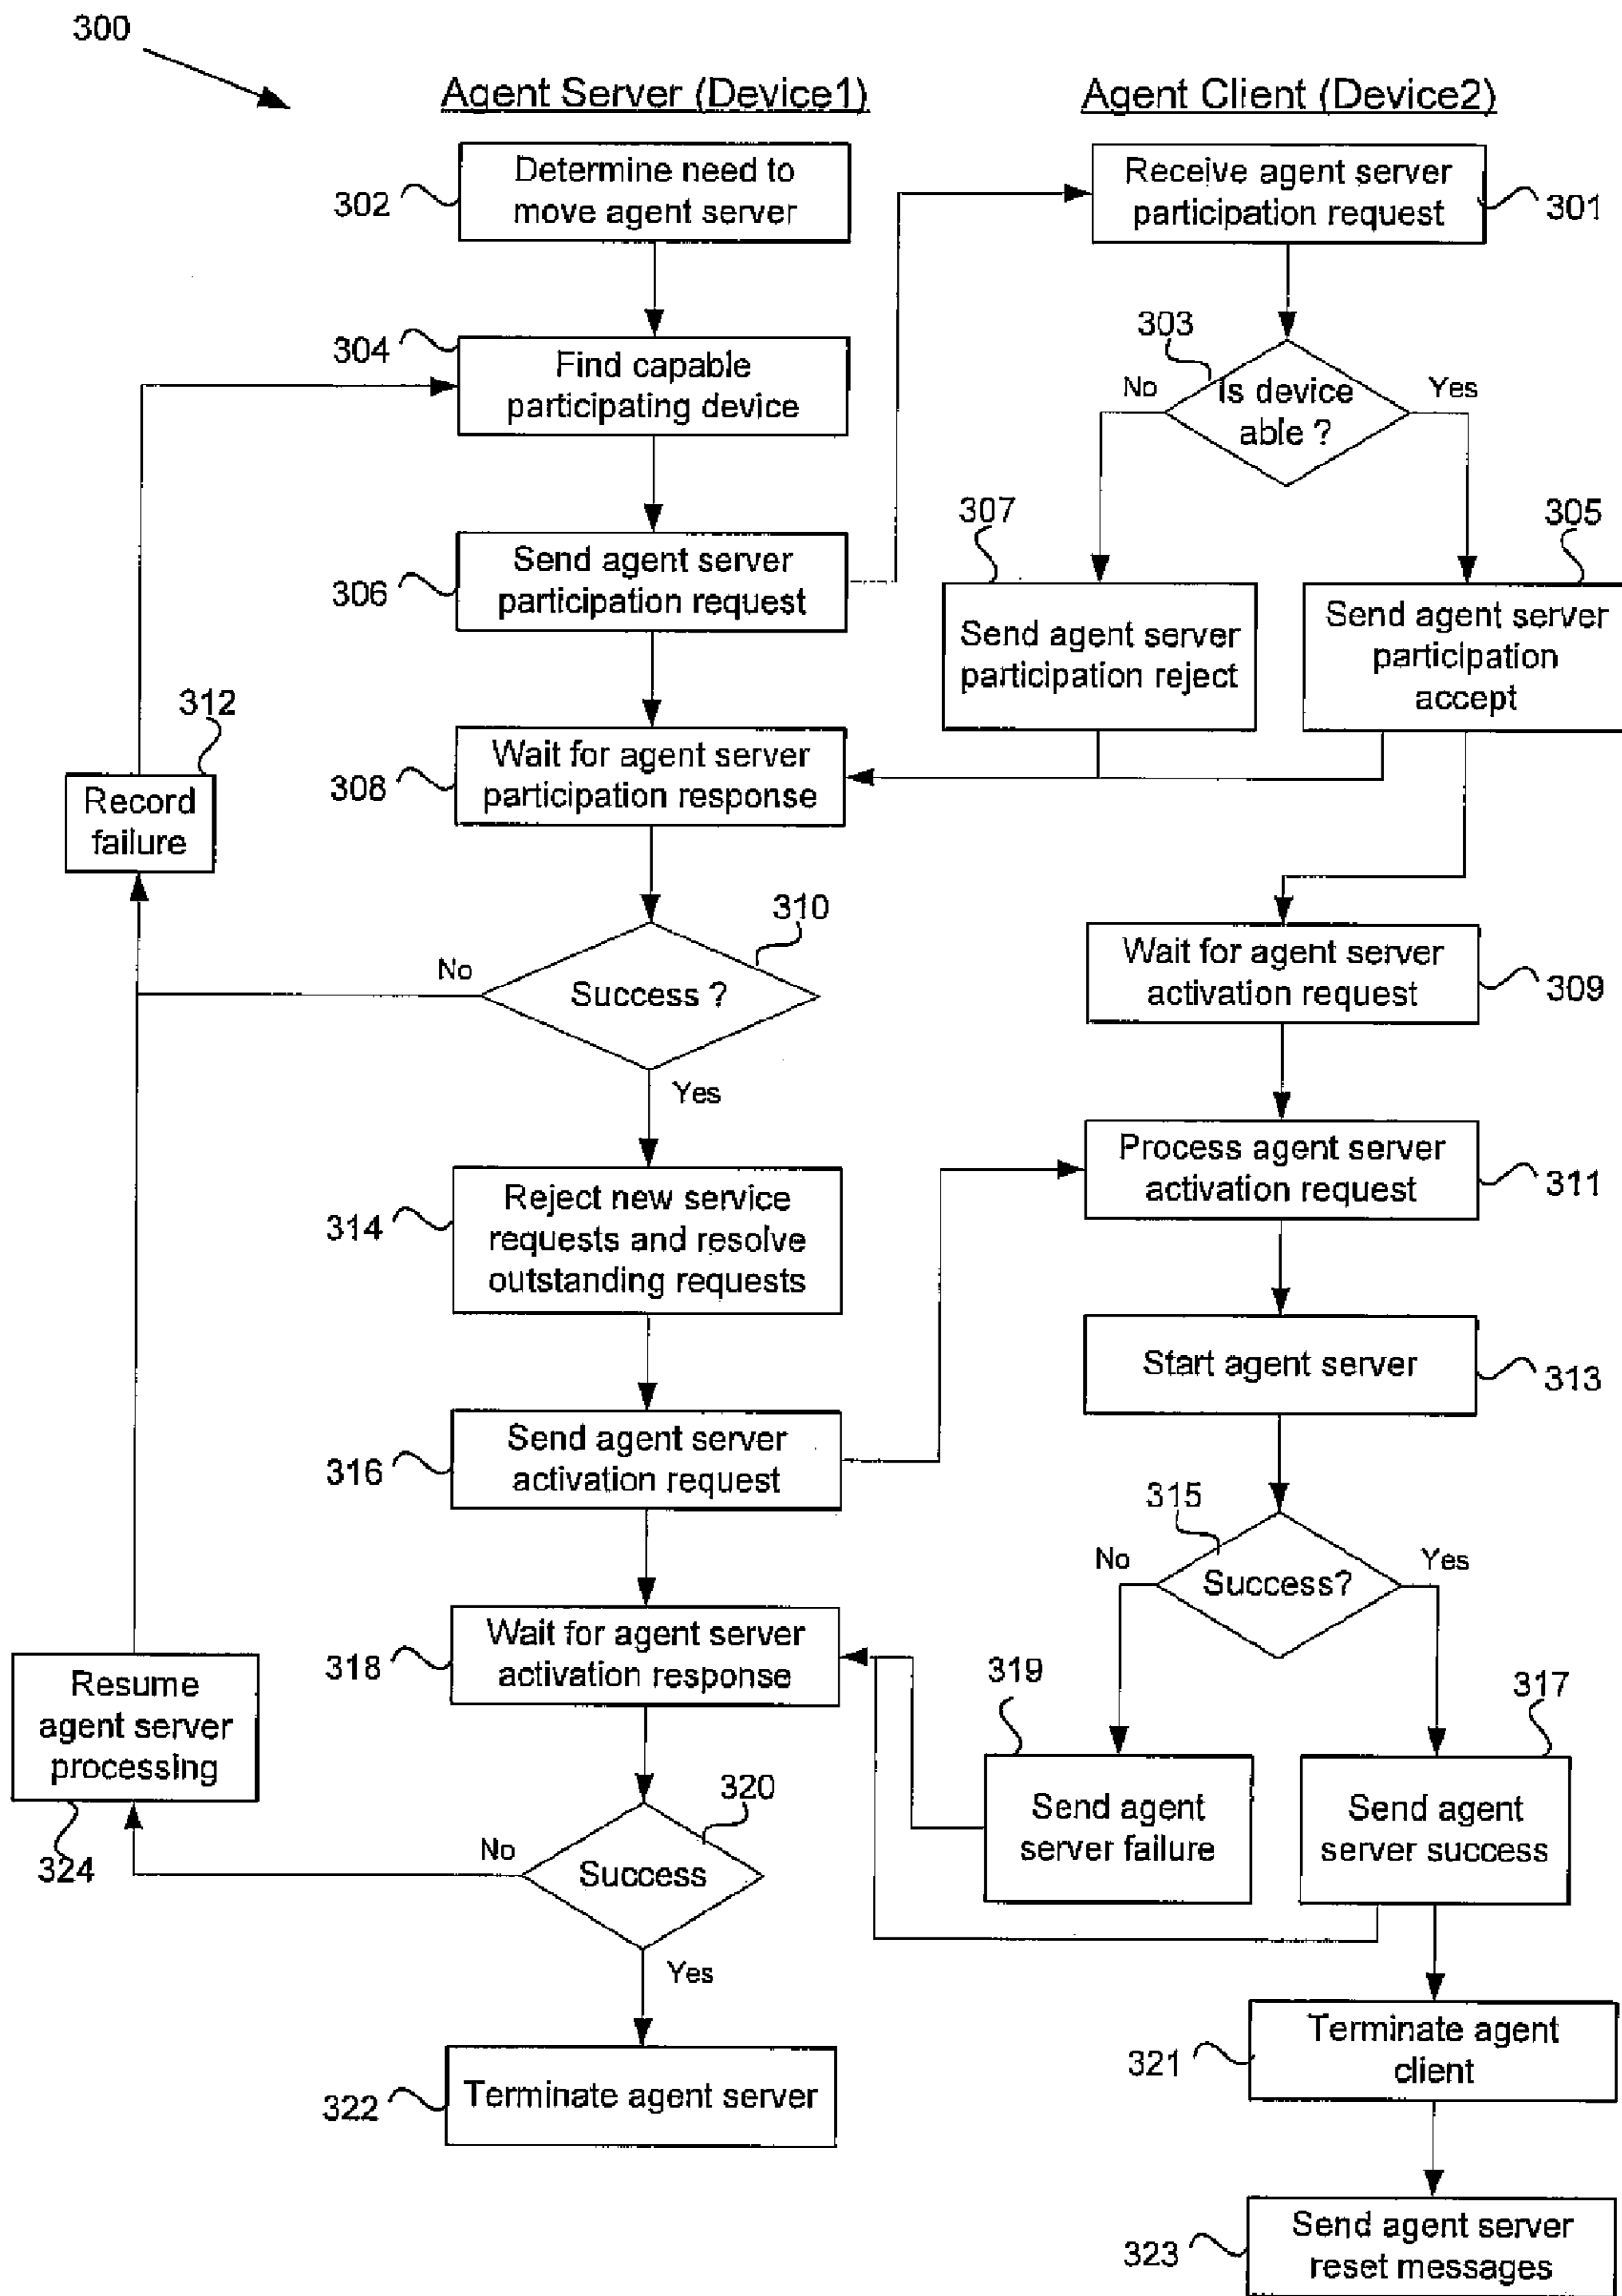 300
Agent Server (Device1)
Agent Client (Device2)
302
Determine need to
move agent server
Receive agent server
participation request
301
304
Find capable
participating device
303
No
Is device
able ?
Yes
306
Send agent server
participation request
307
Send agent server
participation reject
305
Send agent server
participation
accept
312
Record
failure
308
Wait for agent server
participation response
310
No
Success ?
Yes
Wait for agent server
activation request
309
314
Reject new service
requests and resolve
outstanding requests
Process agent server
activation request
311
Start agent server
313
316
Send agent server
activation request
315
No
Success?
Yes
318
Wait for agent server
activation response
319
Send agent
server failure
317
Send agent
server success
Resume
agent server
processing
324
320
No
Success
Yes
322
Terminate agent server
321
Terminate agent
client
323
Send agent server
reset messages